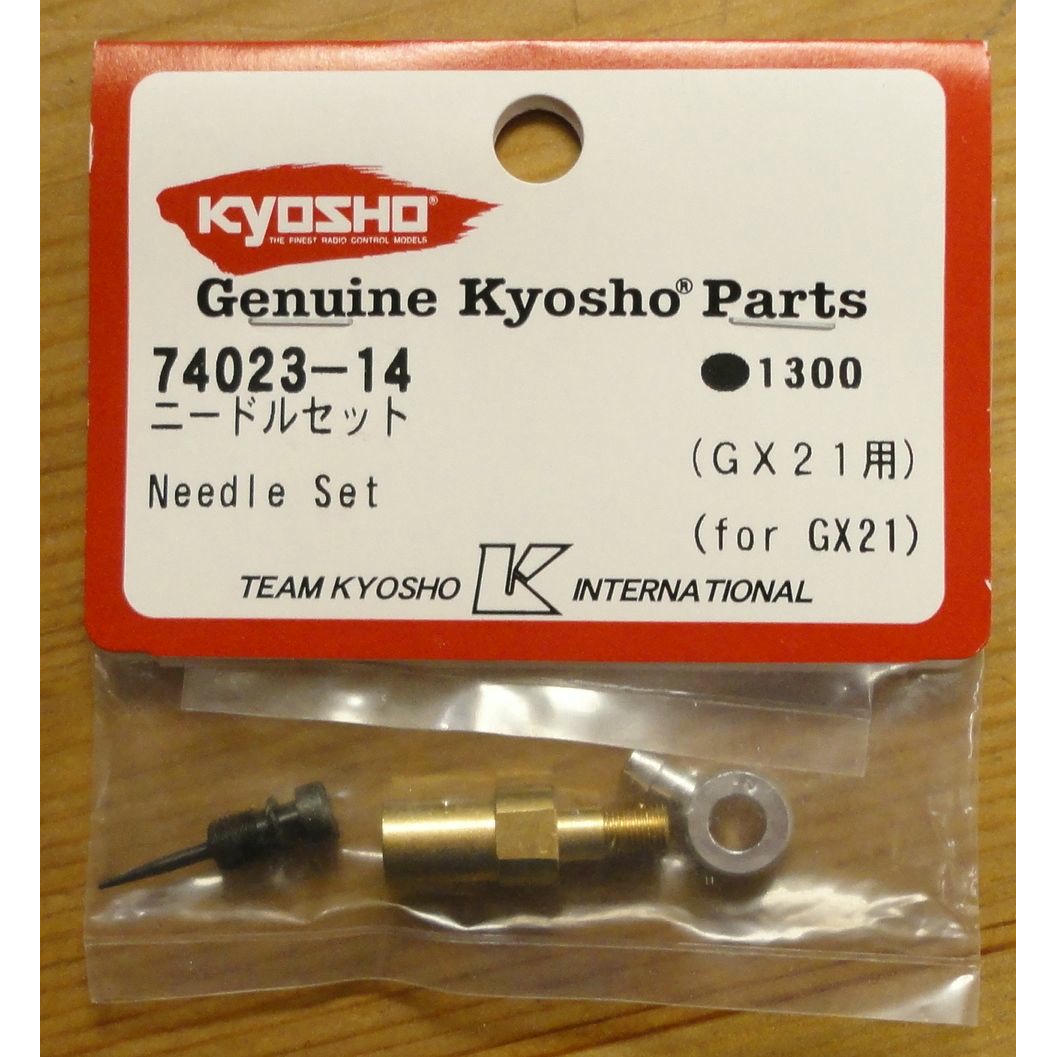 KYOSHO®
THE FINEST RADIO CONTROL MODELS
Genuine Kyosho® Parts
74023-14 ●1300
ニードルセット (GX21用)
Needle Set (for GX21)
TEAM KYOSHO K INTERNATIONAL